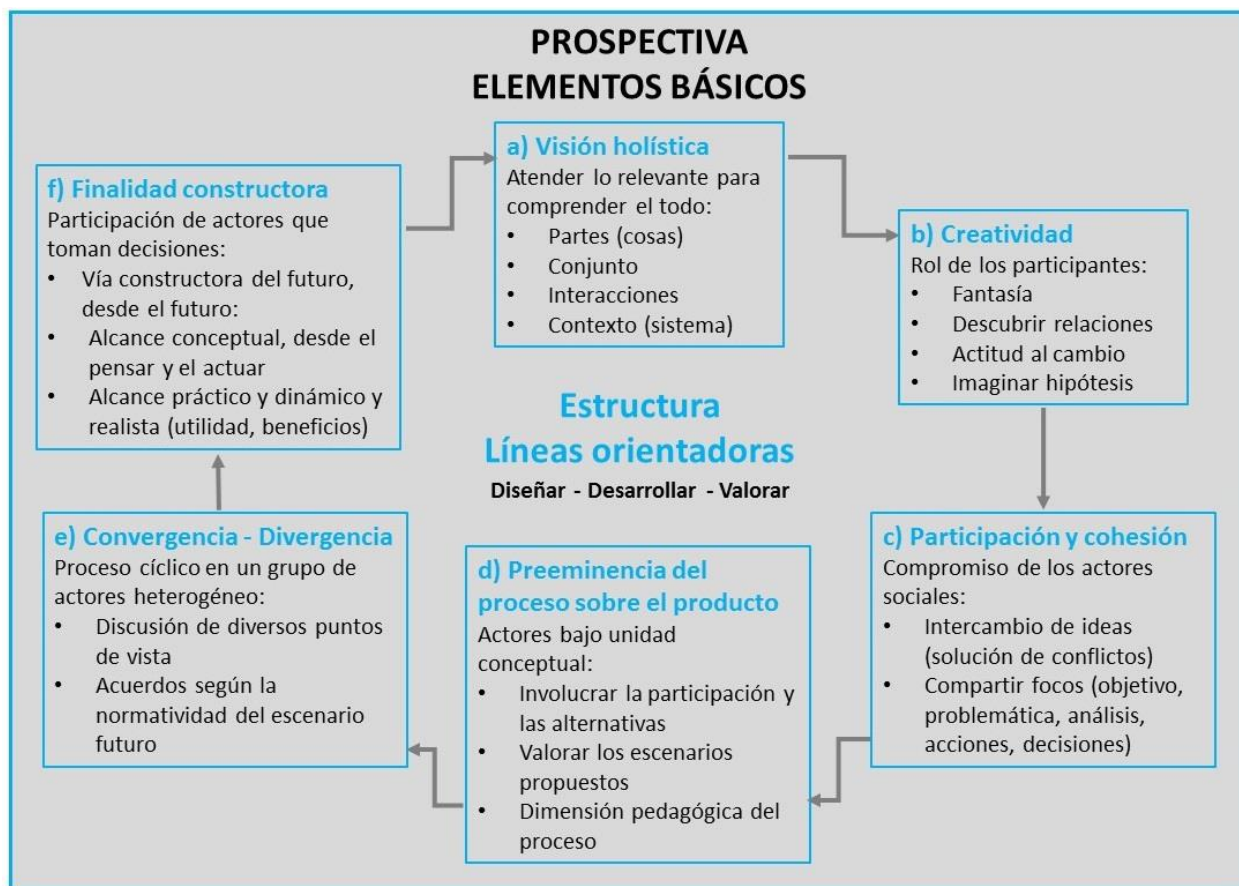 PROSPECTIVA
ELEMENTOS BÁSICOS
a) Visión holística
Atender lo relevante para
comprender el todo:
• Partes (cosas)
• Conjunto
• Interacciones
• Contexto (sistema)
b) Creatividad
Rol de los participantes:
• Fantasía
• Descubrir relaciones
• Actitud al cambio
• Imaginar hipótesis
c) Participación y cohesión
Compromiso de los actores
sociales:
• Intercambio de ideas
(solución de conflictos)
• Compartir focos (objetivo,
problemática, análisis,
acciones, decisiones)
d) Preeminencia del
proceso sobre el producto
Actores bajo unidad
conceptual:
• Involucrar la participación y
las alternativas
• Valorar los escenarios
propuestos
• Dimensión pedagógica del
proceso
e) Convergencia - Divergencia
Proceso cíclico en un grupo de
actores heterogéneo:
• Discusión de diversos puntos
de vista
• Acuerdos según la
normatividad del escenario
futuro
f) Finalidad constructora
Participación de actores que
toman decisiones:
• Vía constructora del futuro,
desde el futuro:
• Alcance conceptual, desde el
pensar y el actuar
• Alcance práctico y dinámico y
realista (utilidad, beneficios)
Estructura
Líneas orientadoras
Diseñar - Desarrollar - Valorar